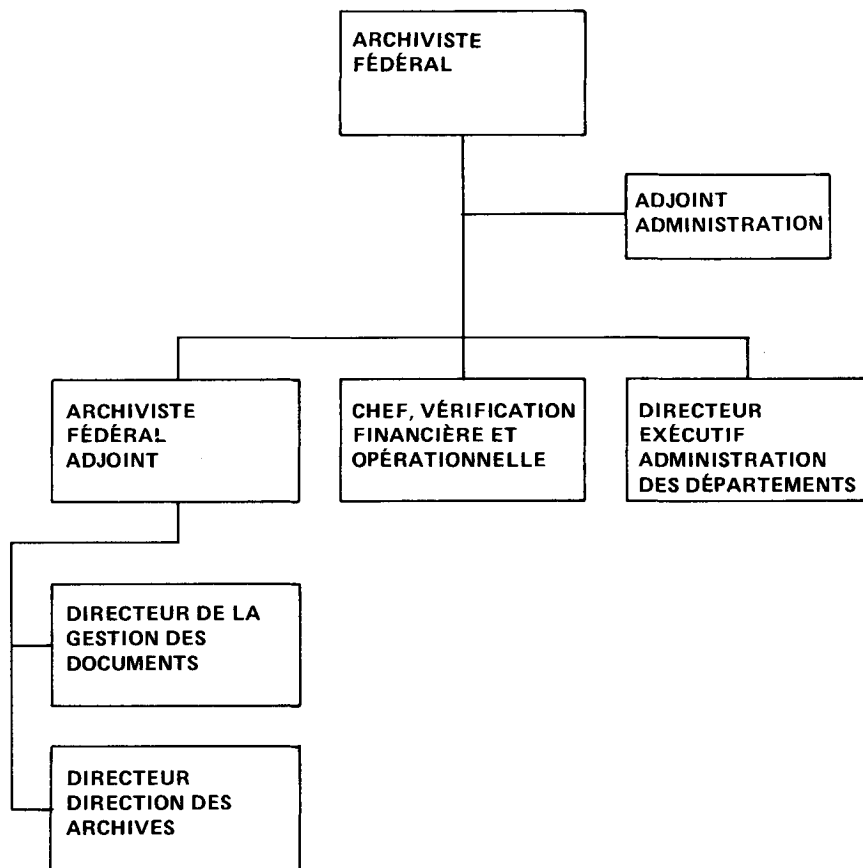 ARCHIVISTE
FÉDÉRAL
ADJOINT
ADMINISTRATION
ARCHIVISTE
FÉDÉRAL
ADJOINT
CHEF, VÉRIFICATION
FINANCIÈRE ET
OPÉRATIONNELLE
DIRECTEUR
EXÉCUTIF
ADMINISTRATION
DES DÉPARTEMENTS
DIRECTEUR DE LA
GESTION DES
DOCUMENTS
DIRECTEUR
DIRECTION DES
ARCHIVES